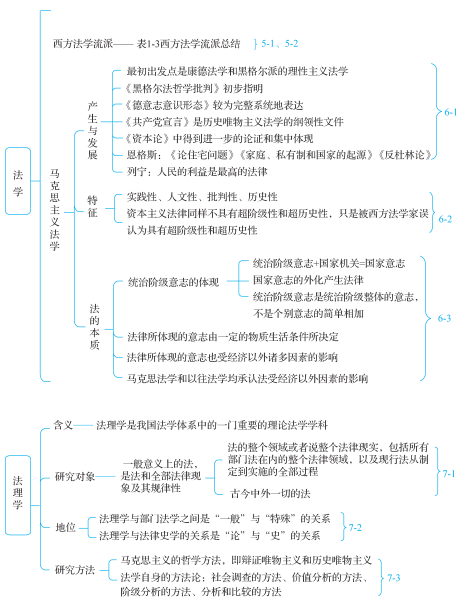 西方法学流派—— 表1-3西方法学流派总结 5-1、5-2
法学
马克思主义法学
产生与发展
最初出发点是康德法学和黑格尔派的理性主义法学
《黑格尔法哲学批判》初步指明
《德意志意识形态》较为完整系统地表达
《共产党宣言》是历史唯物主义法学的纲领性文件
《资本论》中得到进一步的论证和集中体现
恩格斯：《论住宅问题》《家庭、私有制和国家的起源》《反杜林论》
列宁：人民的利益是最高的法律
6-1
特征
实践性、人文性、批判性、历史性
资本主义法律同样不具有超阶级性和超历史性，只是被西方法学家误
认为具有超阶级性和超历史性
6-2
法的本质
统治阶级意志的体现
统治阶级意志+国家机关=国家意志
国家意志的外化产生法律
统治阶级意志是统治阶级整体的意志，
不是个别意志的简单相加
法律所体现的意志由一定的物质生活条件所决定
法律所体现的意志也受经济以外诸多因素的影响
马克思法学和以往法学均承认法受经济以外因素的影响
6-3
法理学
含义—— 法理学是我国法学体系中的一门重要的理论法学学科
研究对象
一般意义上的法，
是法和全部法律现
象及其规律性
法的整个领域或者说整个法律现实，包括所有
部门法在内的整个法律领域，以及现行法从制
定到实施的全部过程
古今中外一切的法
7-1
地位
法理学与部门法学之间是“一般”与“特殊”的关系
法理学与法律史学的关系是“论”与“史”的关系
7-2
研究方法
马克思主义的哲学方法，即辩证唯物主义和历史唯物主义
法学自身的方法论：社会调查的方法、价值分析的方法、
阶级分析的方法、分析和比较的方法
7-3